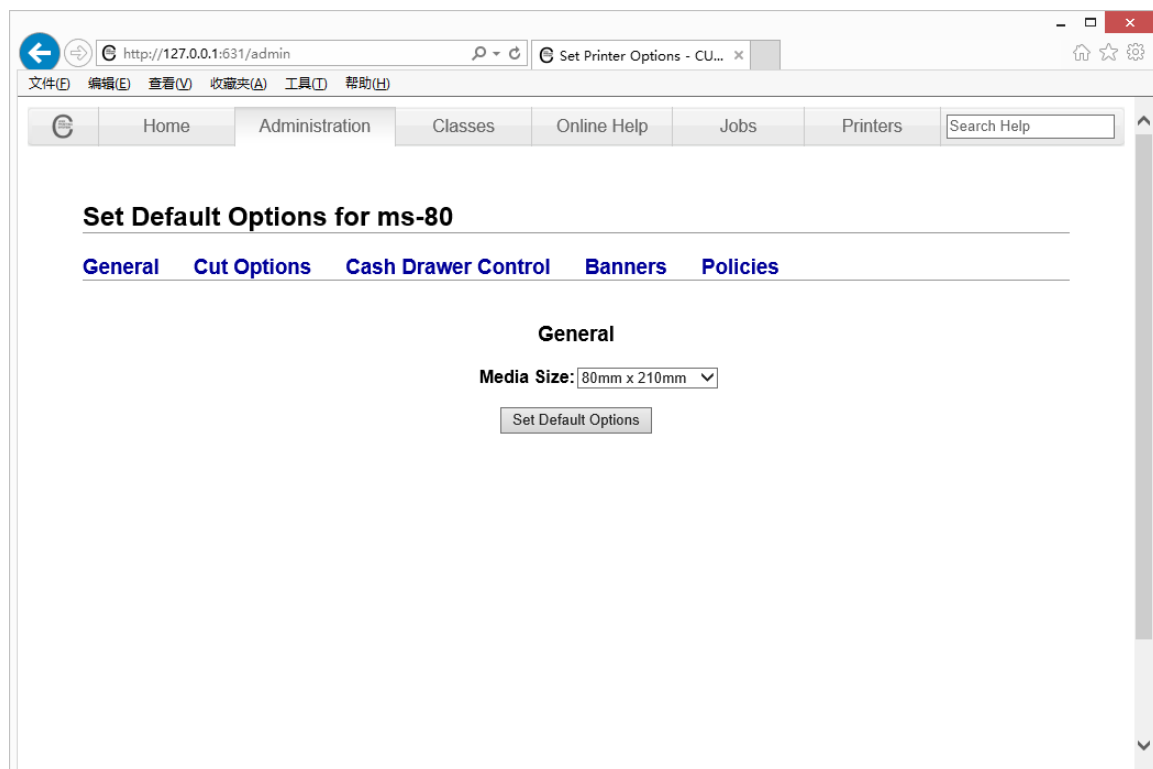 http://127.0.0.1:631/admin
Set Printer Options - CU...
文件(F) 编辑(E) 查看(V) 收藏夹(A) 工具(T) 帮助(H)
Home Administration Classes Online Help Jobs Printers Search Help
Set Default Options for ms-80
General Cut Options Cash Drawer Control Banners Policies
General
Media Size: 80mm x 210mm
Set Default Options